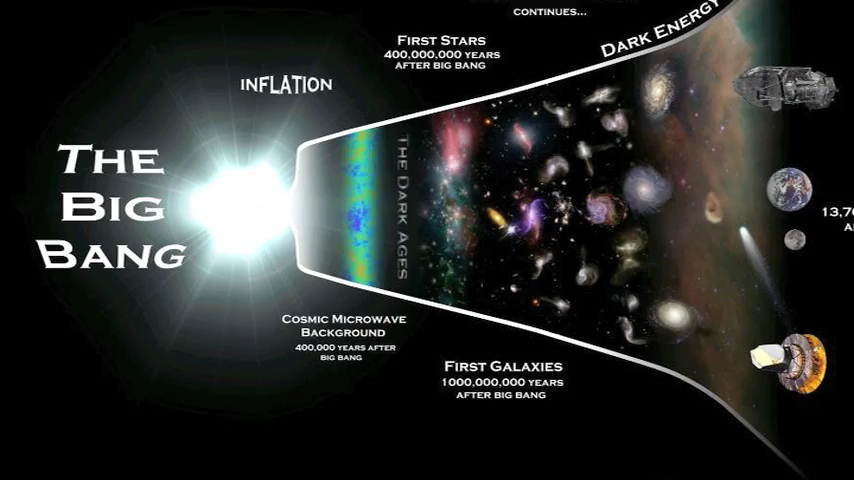 CONTINUES...
FIRST STARS
400,000,000 YEARS
AFTER BIG BANG
DARK ENERGY
INFLATION
THE
BIG
BANG
THE DARK AGES
COSMIC MICROWAVE
BACKGROUND
400,000 YEARS AFTER
BIG BANG
FIRST GALAXIES
1000,000,000 YEARS
AFTER BIG BANG